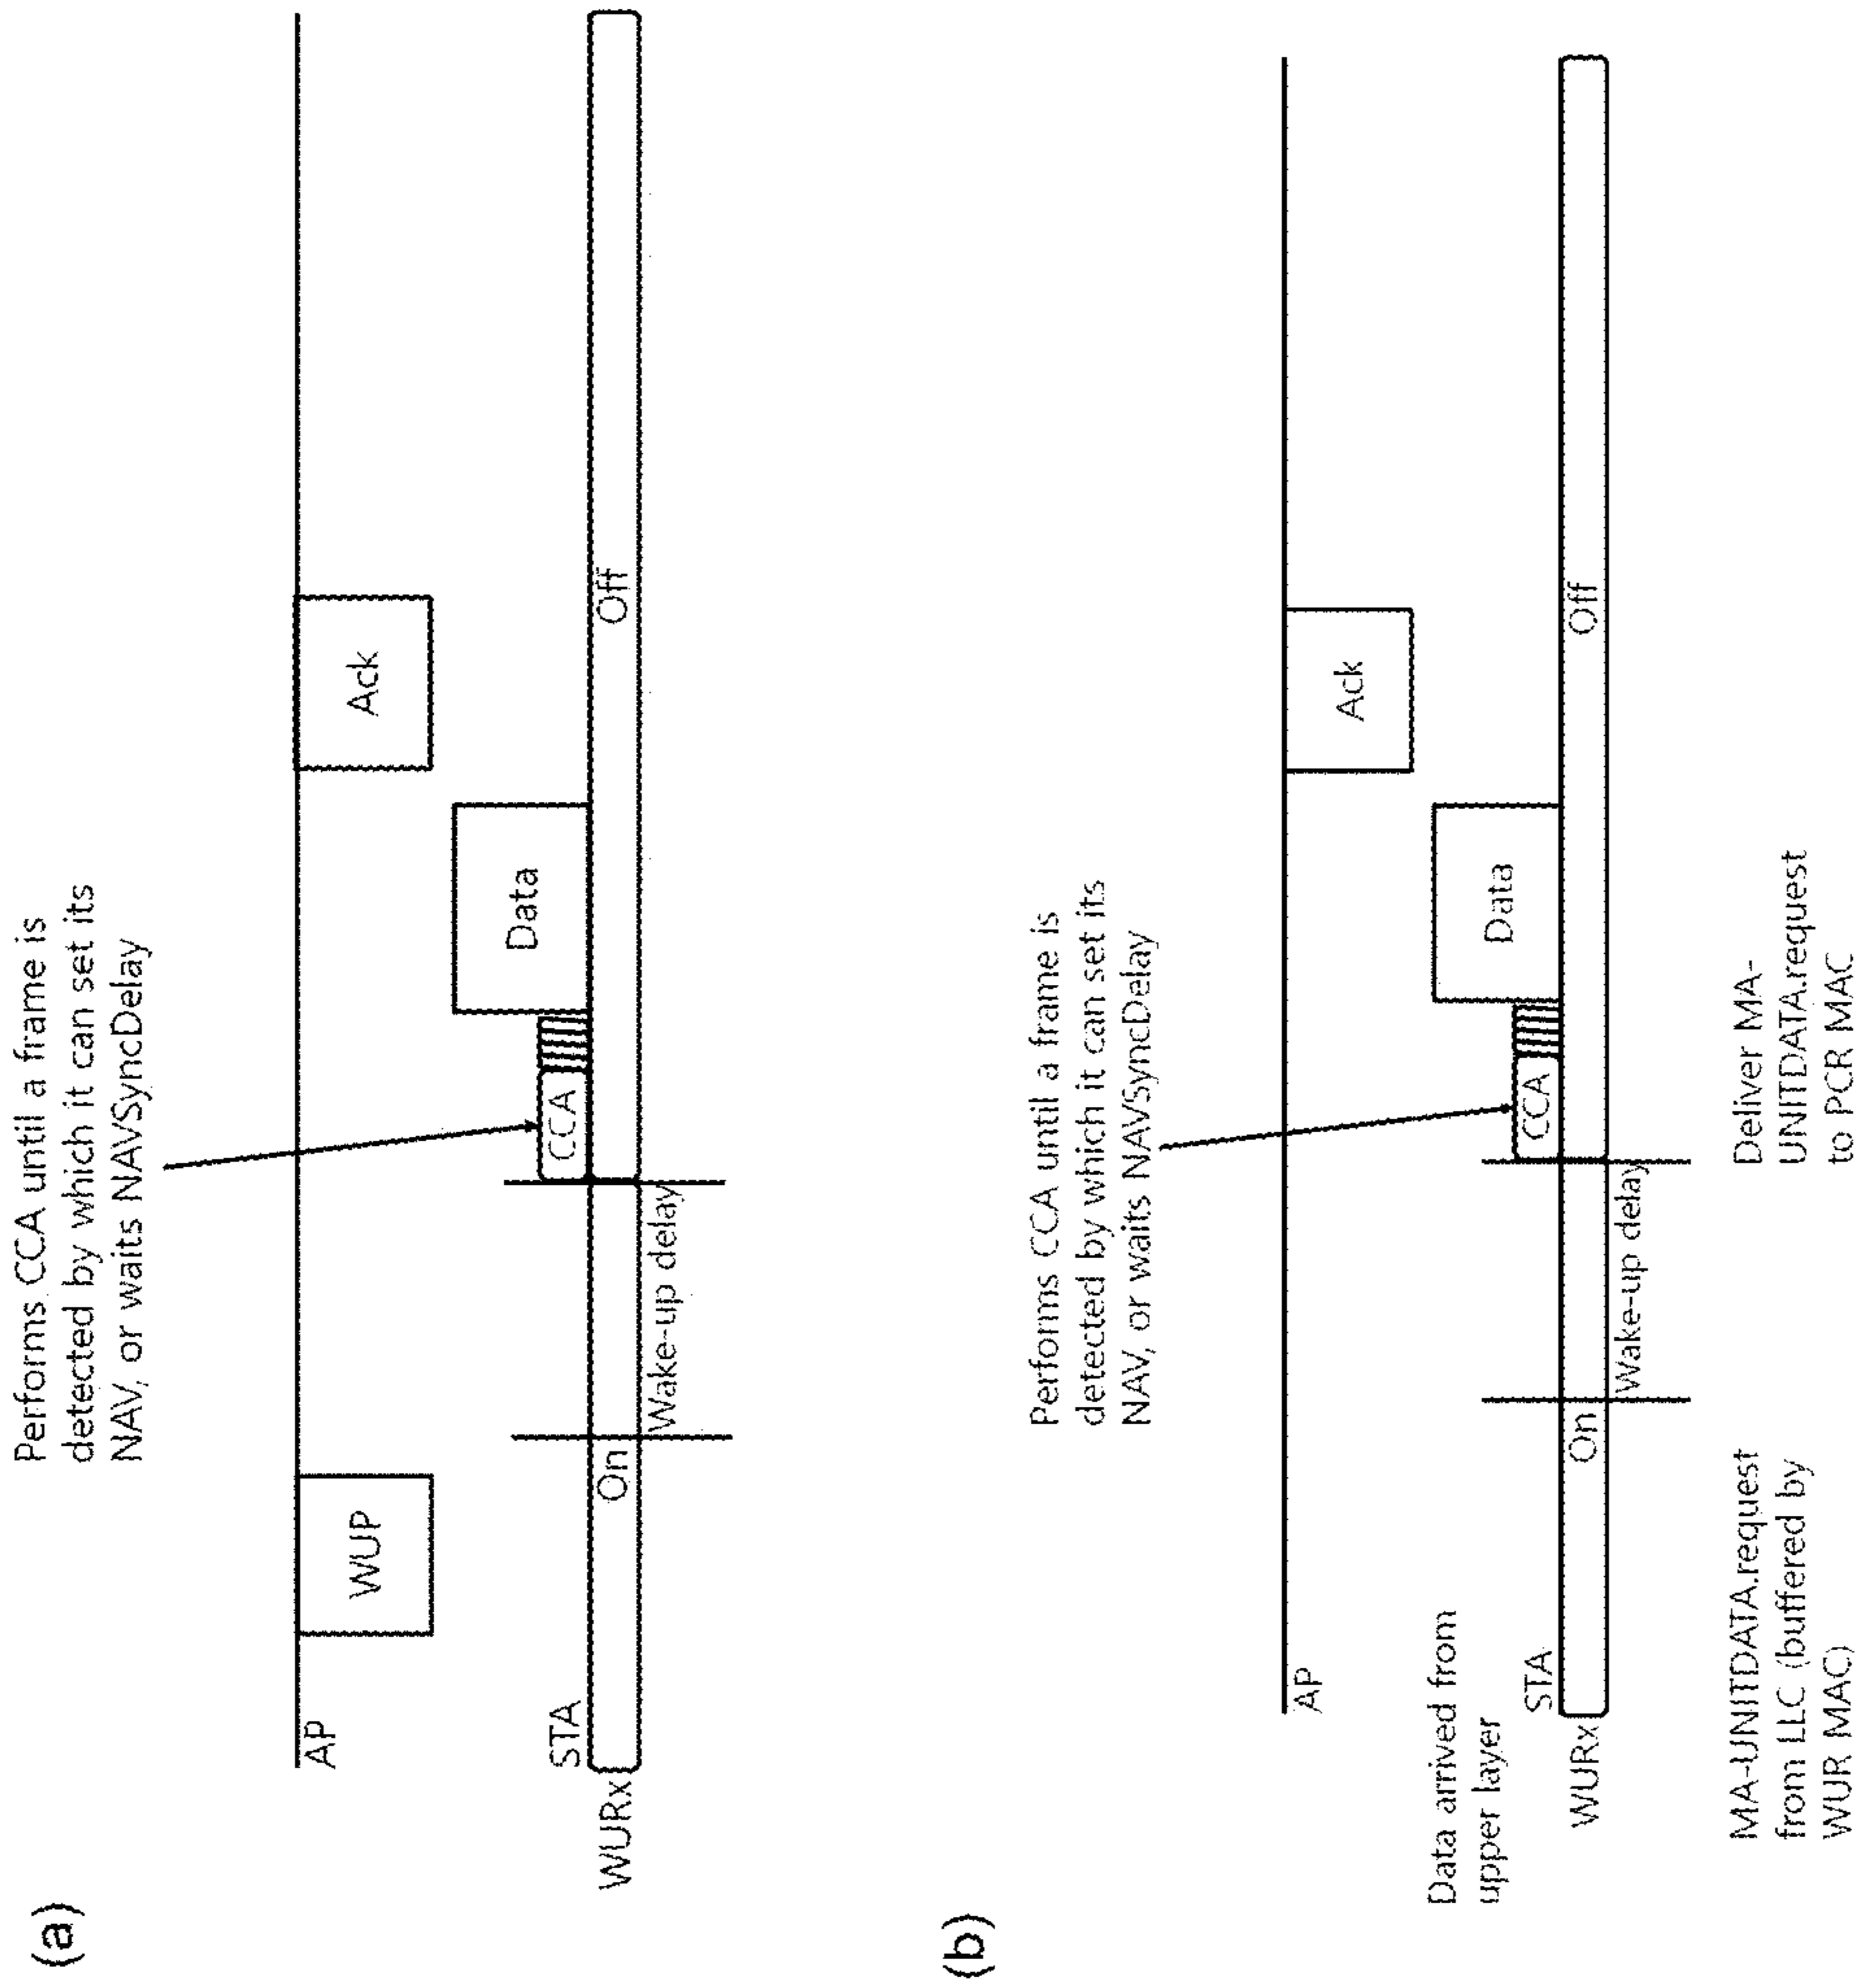 (a)
Performs CCA until a frame is
detected by which it can set its
NAV, or waits NAVSyncDelay
AP
WUP
Ack
STA
CCA
Data
WURx
On
Off
Wake-up delay
(b)
Performs CCA until a frame is
detected by which it can set its
NAV, or waits NAVSyncDelay
AP
Ack
Data arrived from
upper layer
STA
CCA
Data
WURx
On
Off
Wake-up delay
MA-UNITDATA.request
from LLC (buffered by
WUR MAC)
Deliver MA-
UNITDATA.request
to PCR MAC